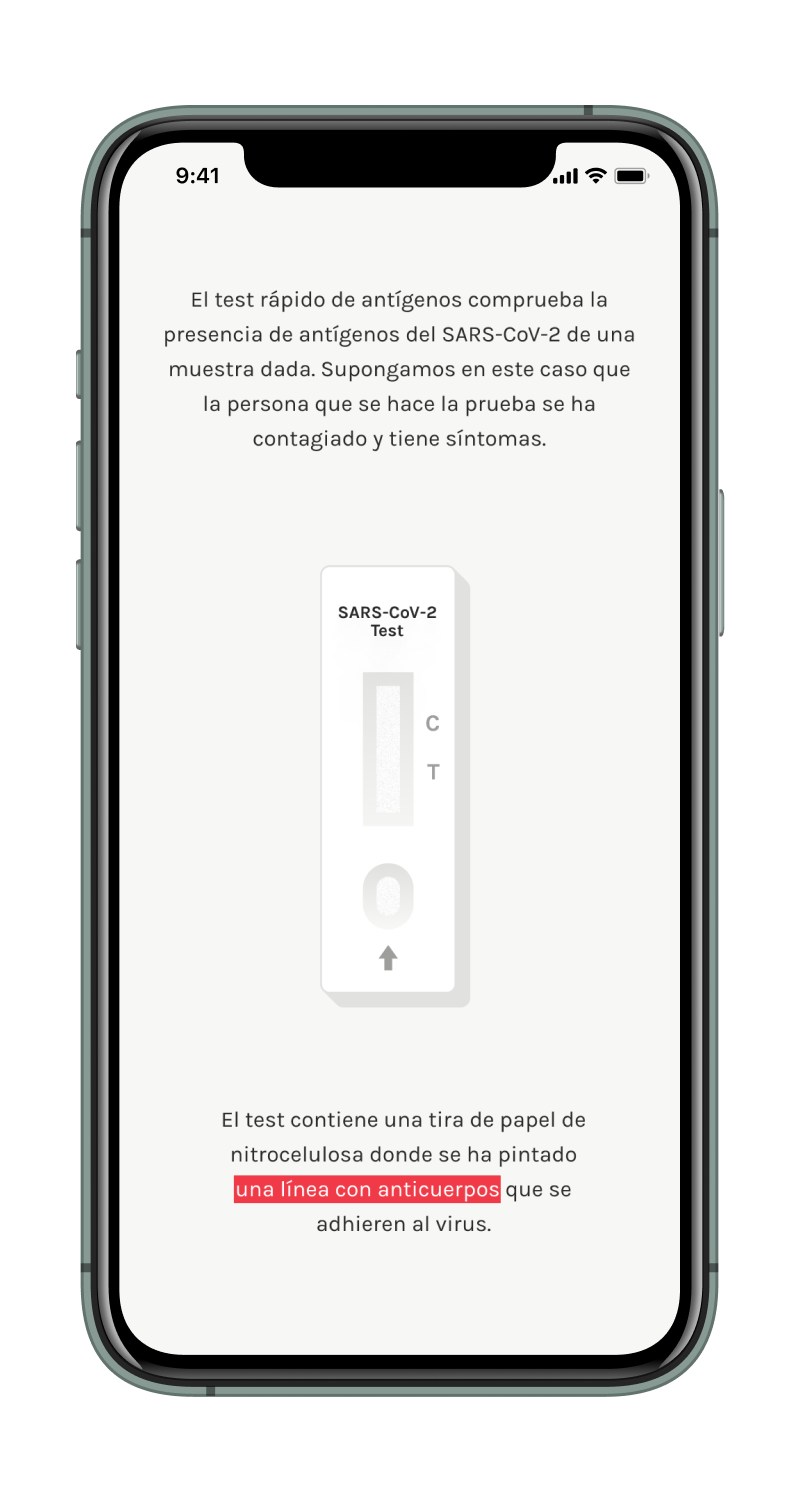 9:41
El test rápido de antígenos comprueba la
presencia de antígenos del SARS-CoV-2 de una
muestra dada. Supongamos en este caso que
la persona que se hace la prueba se ha
contagiado y tiene síntomas.
SARS-CoV-2
Test
C
T
El test contiene una tira de papel de
nitrocelulosa donde se ha pintado
una línea con anticuerpos que se
adhieren al virus.